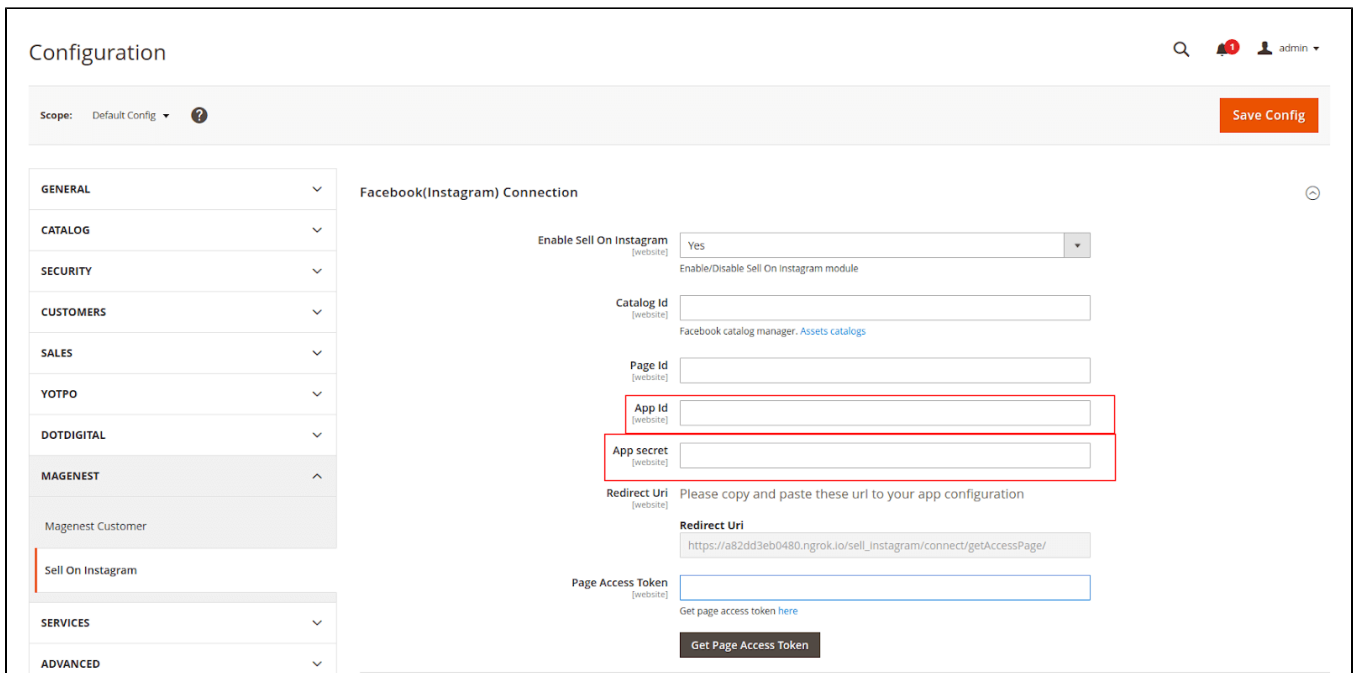 Configuration
1
admin
Scope:
Default Config
?
Save Config
GENERAL
CATALOG
SECURITY
CUSTOMERS
SALES
YOTPO
DOTDIGITAL
MAGENEST
Magenest Customer
Sell On Instagram
SERVICES
ADVANCED
Facebook(Instagram) Connection
Enable Sell On Instagram
[website]
Yes
Enable/Disable Sell On Instagram module
Catalog Id
[website]
Facebook catalog manager. Assets catalogs
Page Id
[website]
App Id
[website]
App secret
[website]
Redirect Uri
[website]
Please copy and paste these url to your app configuration
Redirect Uri
https://a82dd3eb0480.ngrok.io/sell_instagram/connect/getAccessPage/
Page Access Token
[website]
Get page access token here
Get Page Access Token